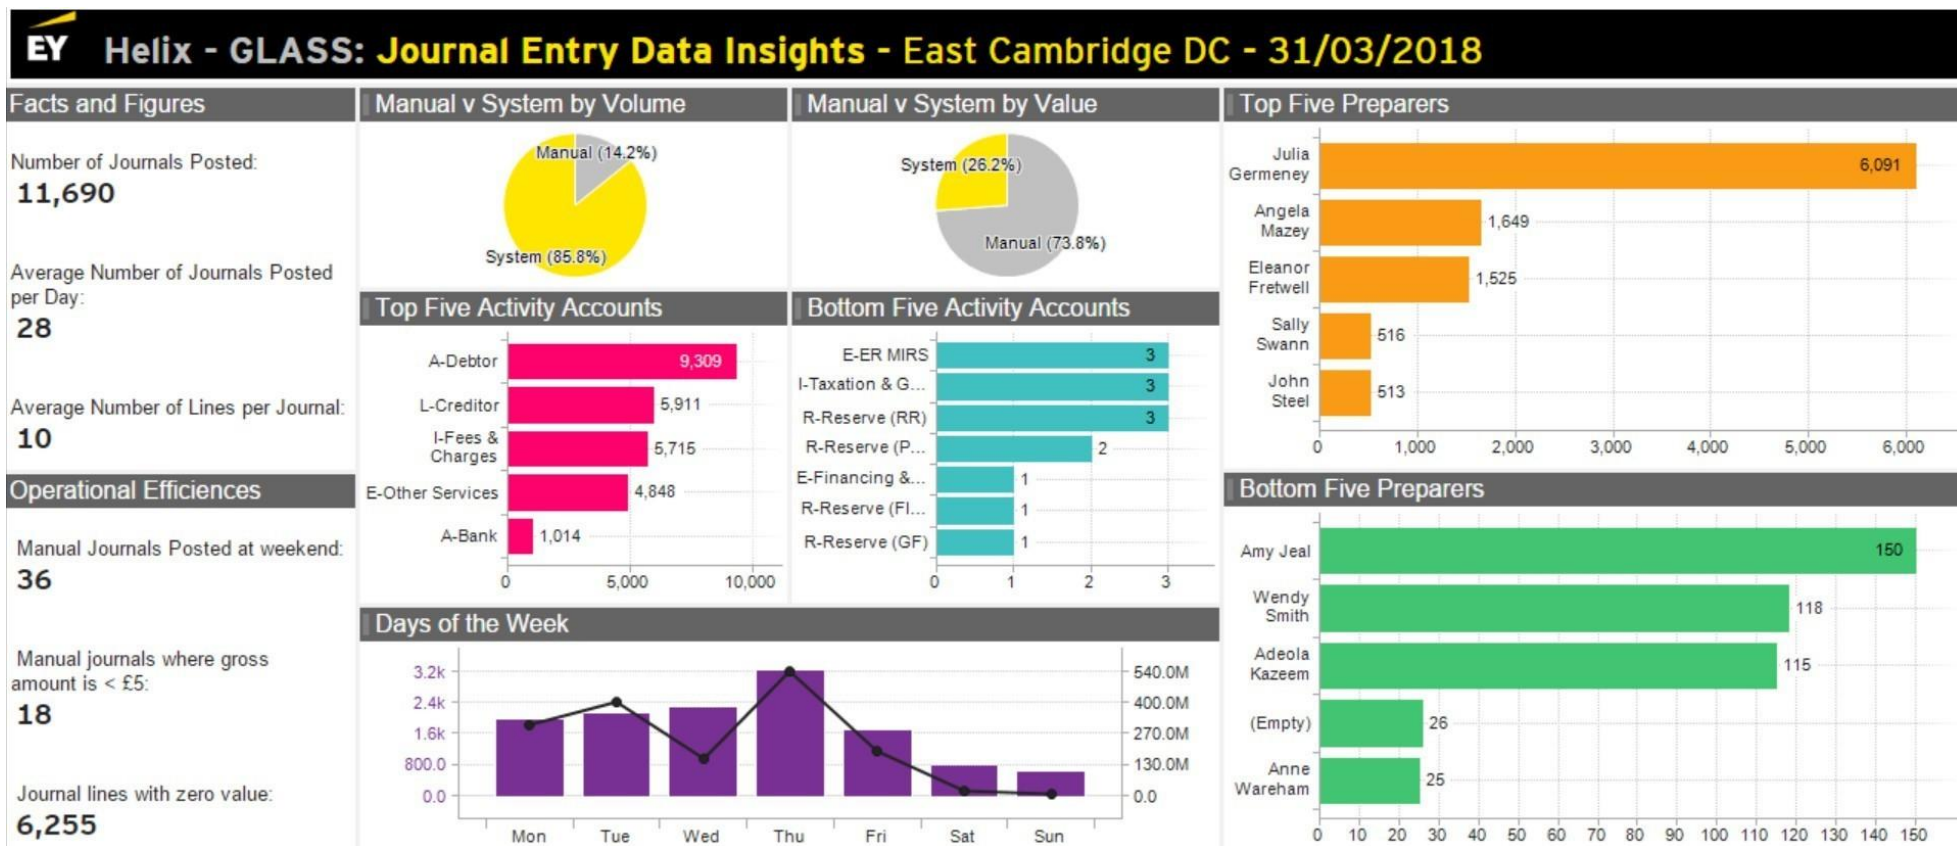 EY
Helix - GLASS: Journal Entry Data Insights - East Cambridge DC - 31/03/2018
Facts and Figures
Number of Journals Posted:
11,690
Average Number of Journals Posted
per Day:
28
Average Number of Lines per Journal:
10
Operational Efficiences
Manual Journals Posted at weekend:
36
Manual journals where gross
amount is < £5:
18
Journal lines with zero value:
6,255
Manual v System by Volume
Manual (14.2%)
System (85.8%)
Manual v System by Value
System (26.2%)
Manual (73.8%)
Top Five Activity Accounts
A-Debtor 9,309
L-Creditor 5,911
I-Fees &
Charges 5,715
E-Other Services 4,848
A-Bank 1,014
0 5,000 10,000
Bottom Five Activity Accounts
E-ER MIRS 3
I-Taxation & G... 3
R-Reserve (RR) 3
R-Reserve (P... 2
E-Financing &... 1
R-Reserve (FI... 1
R-Reserve (GF) 1
0 1 2 3
Days of the Week
3.2k 540.0M
2.4k 400.0M
1.6k 270.0M
800.0 130.0M
0.0 0.0
Mon Tue Wed Thu Fri Sat Sun
Top Five Preparers
Julia
Germeney 6,091
Angela
Mazey 1,649
Eleanor
Fretwell 1,525
Sally
Swann 516
John
Steel 513
0 1,000 2,000 3,000 4,000 5,000 6,000
Bottom Five Preparers
Amy Jeal 150
Wendy
Smith 118
Adeola
Kazeem 115
(Empty) 26
Anne
Wareham 25
0 10 20 30 40 50 60 70 80 90 100 110 120 130 140 150